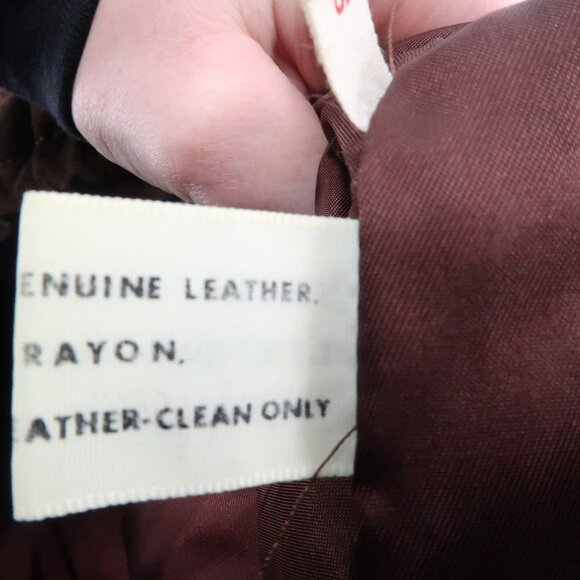 ENUINE LEATHER.
RAYON.
EATHER-CLEAN ONLY